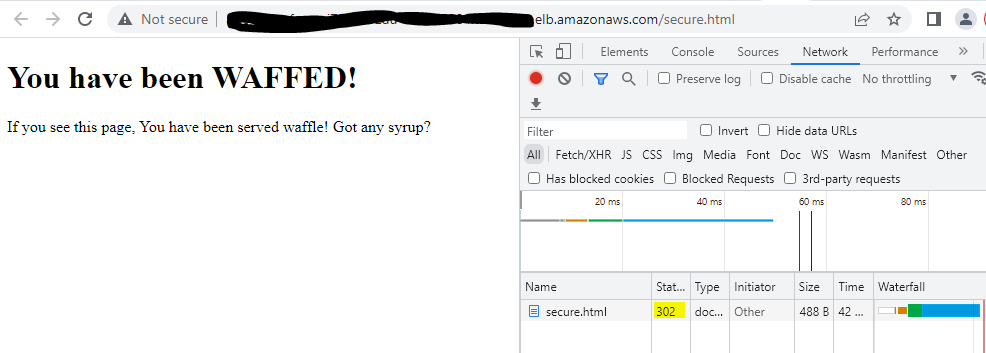 Not secure elb.amazonaws.com/secure.html
Elements Console Sources Network Performance »
You have been WAFFED!
Preserve log Disable cache No throttling
If you see this page, You have been served waffle! Got any syrup?
Filter Invert Hide data URLs
All Fetch/XHR JS CSS Img Media Font Doc WS Wasm Manifest Other
Has blocked cookies Blocked Requests 3rd-party requests
20 ms 40 ms 60 ms 80 ms
Name Stat... Type Initiator Size Time Waterfall
secure.html 302 doc... Other 488 B 42 ...